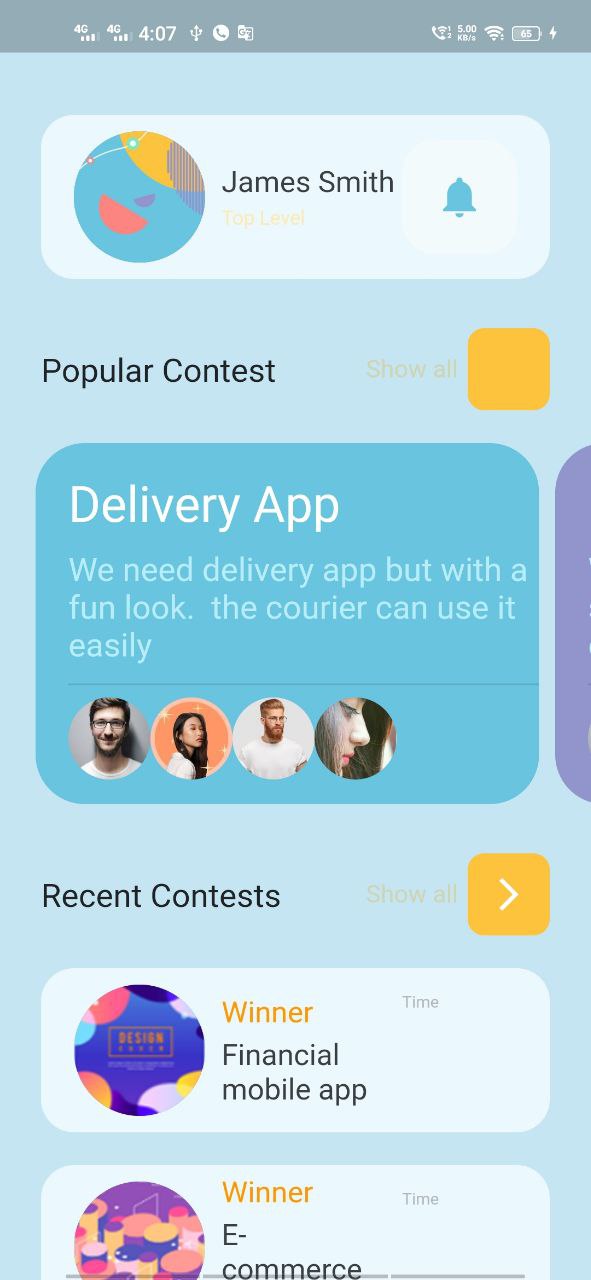 4G 4G 4:07 1 2 5.00 KB/s 65
James Smith
Top Level
Popular Contest Show all
Delivery App
We need delivery app but with a
fun look.  the courier can use it
easily
Recent Contests Show all
Winner Time
DESIGN
Financial
mobile app
Winner Time
E-
commerce